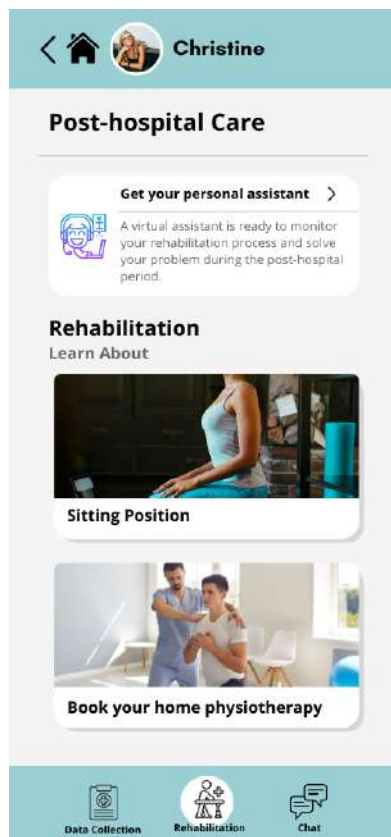 Christine
Post-hospital Care
Get your personal assistant
A virtual assistant is ready to monitor
your rehabilitation process and solve
your problem during the post-hospital
period.
Rehabilitation
Learn About
Sitting Position
Book your home physiotherapy
Data Collection
Rehabilitation
Chat